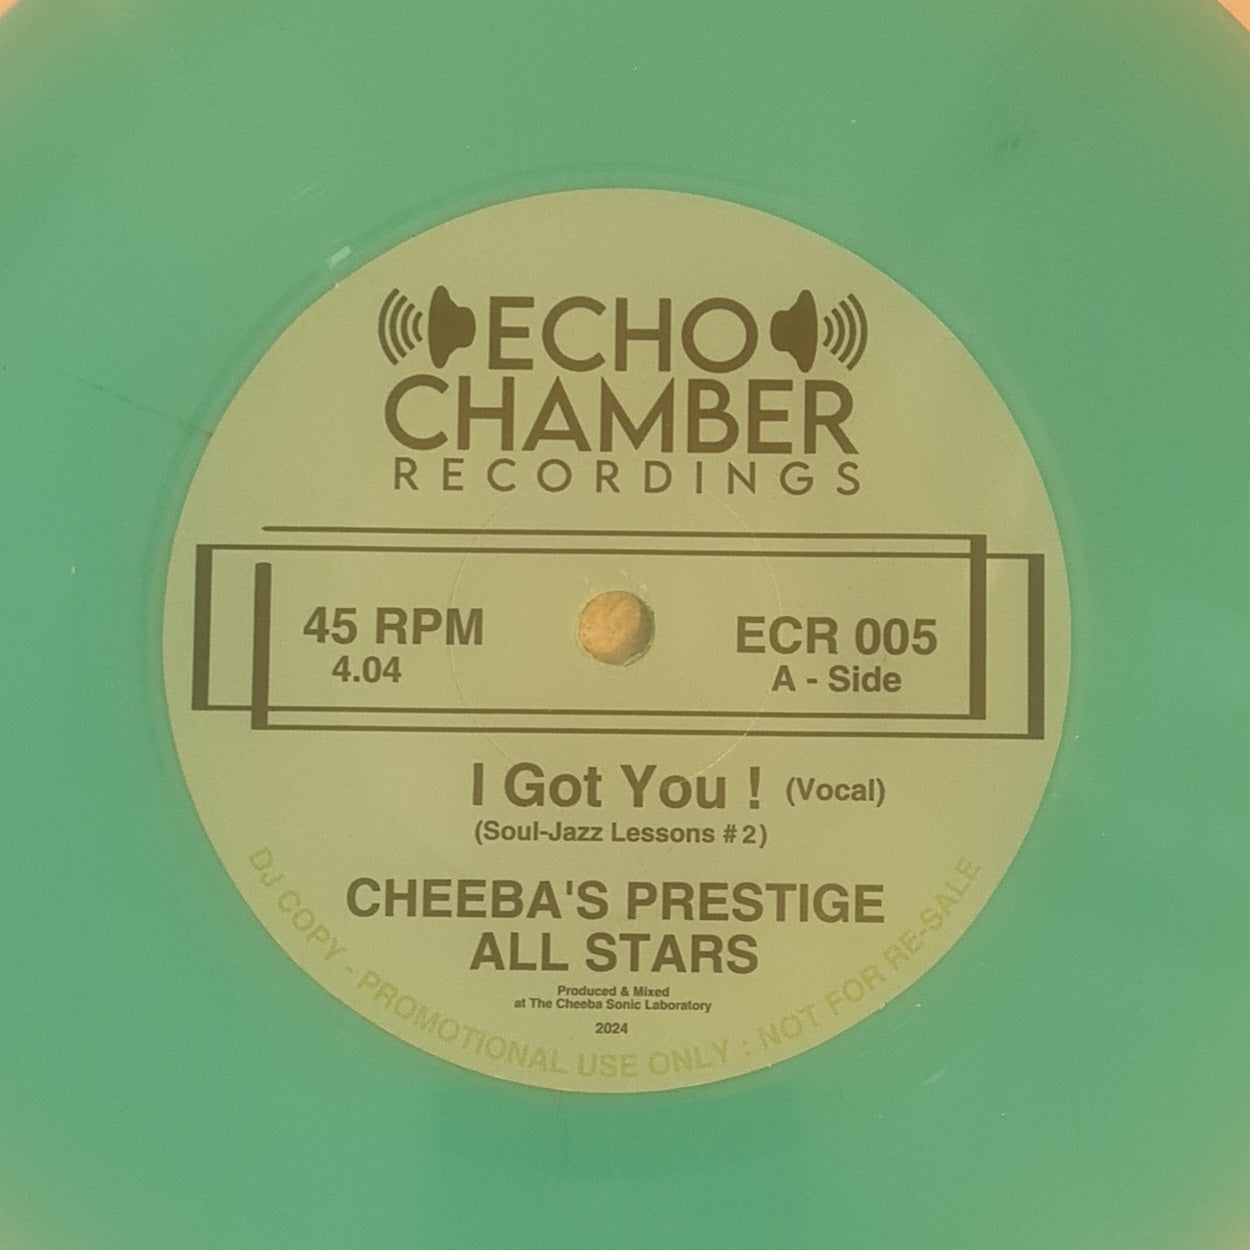 ECHO
CHAMBER
RECORDINGS
45 RPM
4.04
ECR 005
A - Side
I Got You ! (Vocal)
(Soul-Jazz Lessons #2)
CHEEBA'S PRESTIGE
ALL STARS
Produced & Mixed
at The Cheeba Sonic Laboratory
2024
DJ COPY - PROMOTIONAL USE ONLY : NOT FOR RE-SALE